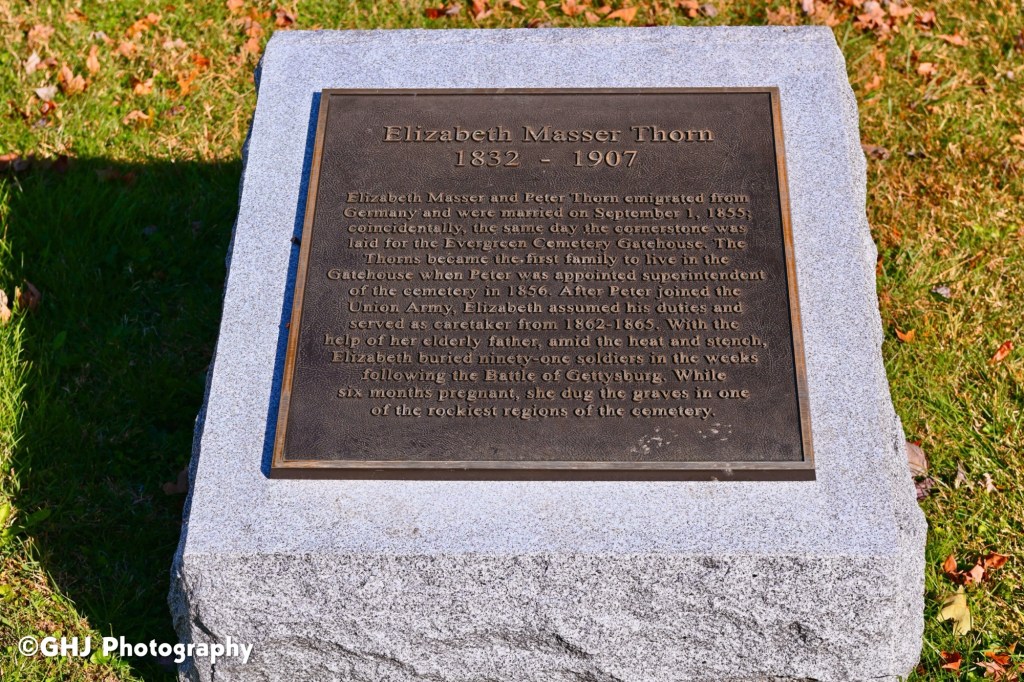 Elizabeth Masser Thorn
1832 - 1907
Elizabeth Masser and Peter Thorn emigrated from
Germany and were married on September 1, 1855;
coincidentally, the same day the cornerstone was
laid for the Evergreen Cemetery Gatehouse. The
Thorns became the first family to live in the
Gatehouse when Peter was appointed superintendent
of the cemetery in 1856. After Peter joined the
Union Army, Elizabeth assumed his duties and
served as caretaker from 1862-1865. With the
help of her elderly father, amid the heat and stench,
Elizabeth buried ninety-one soldiers in the weeks
following the Battle of Gettysburg. While
six months pregnant, she dug the graves in one
of the rockiest regions of the cemetery.
©GHJ Photography